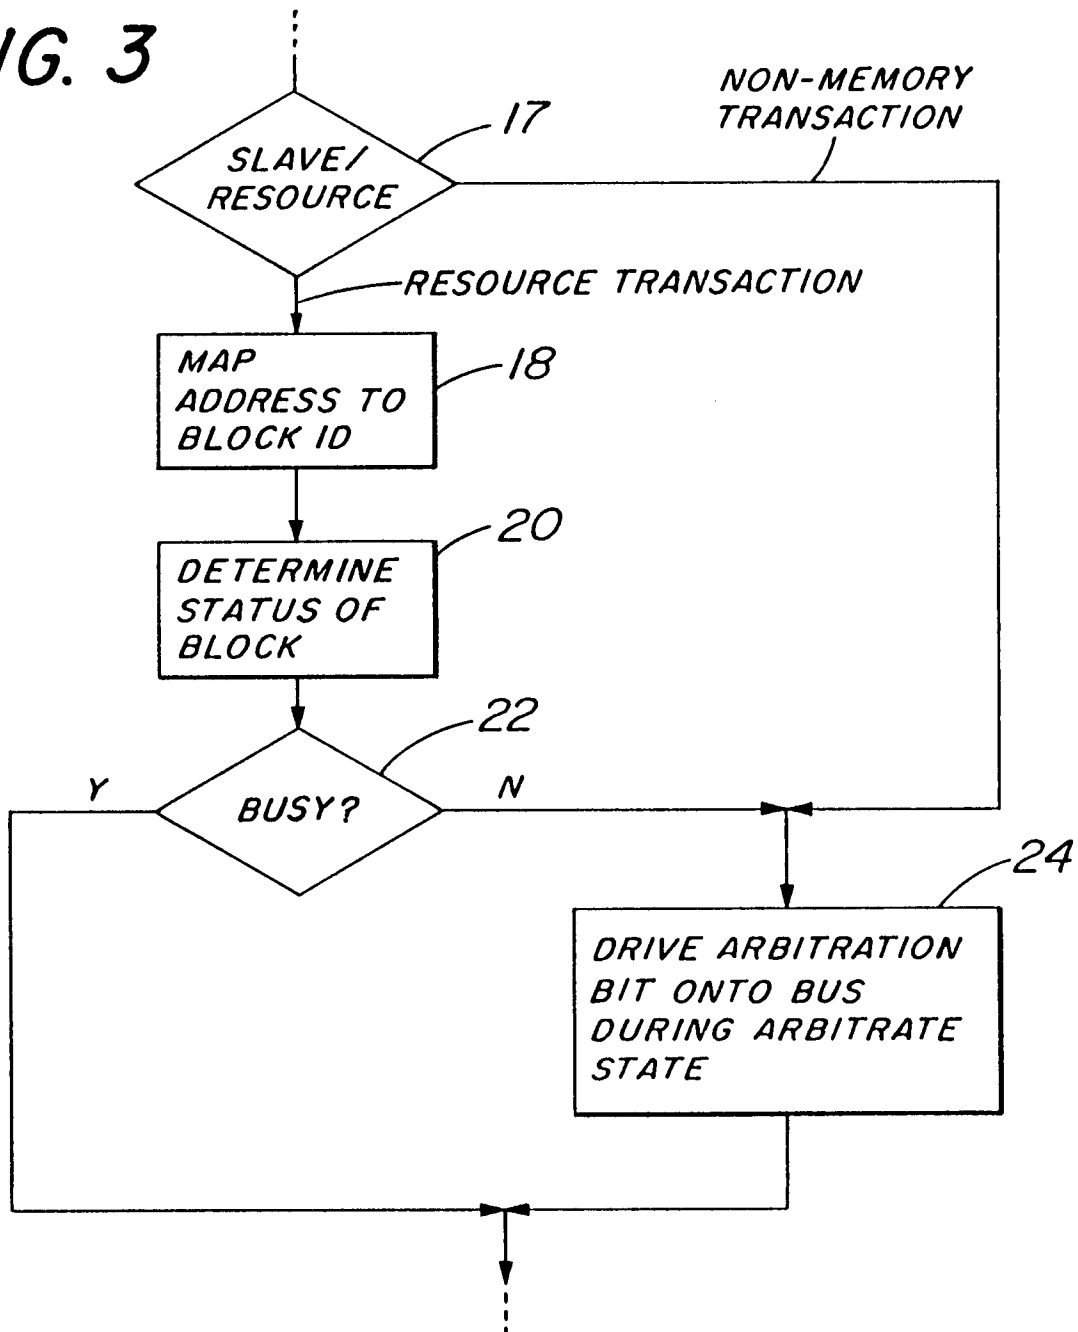 IG. 3
17
NON-MEMORY
TRANSACTION
SLAVE/
RESOURCE
RESOURCE TRANSACTION
MAP
ADDRESS TO
BLOCK ID
18
20
DETERMINE
STATUS OF
BLOCK
22
Y
BUSY?
N
24
DRIVE ARBITRATION
BIT ONTO BUS
DURING ARBITRATE
STATE